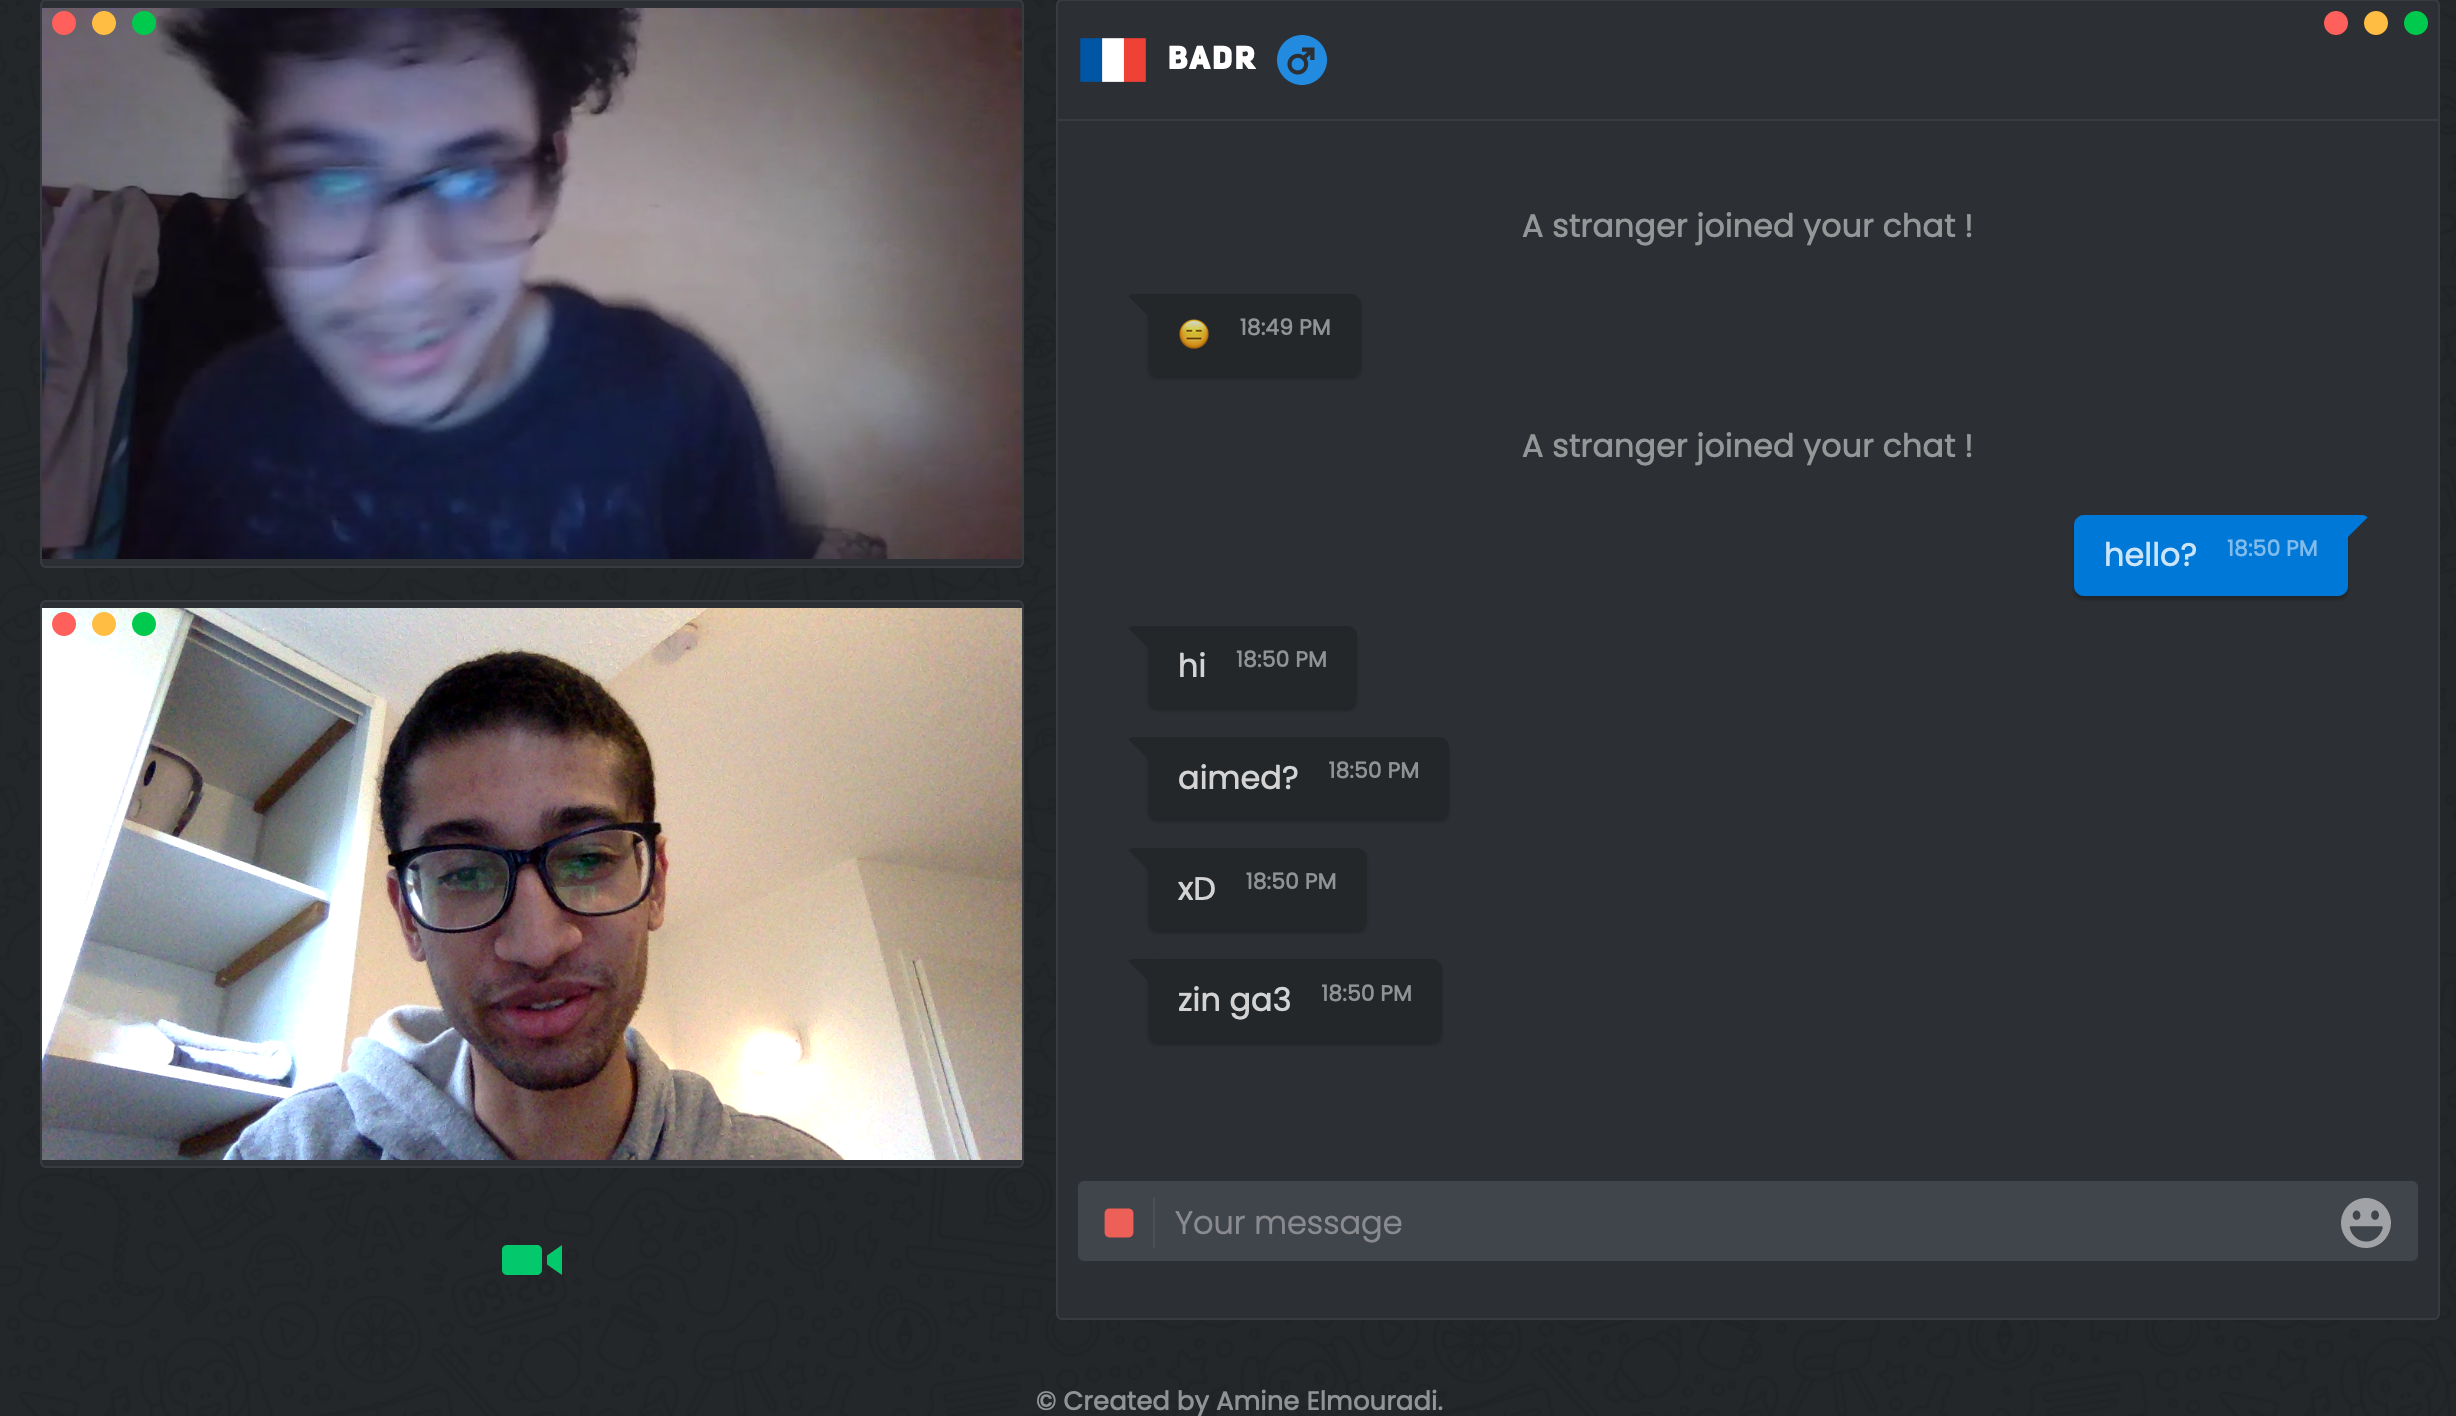 BADR
A stranger joined your chat !
😑 18:49 PM
A stranger joined your chat !
hello? 18:50 PM
hi 18:50 PM
aimed? 18:50 PM
xD 18:50 PM
zin ga3 18:50 PM
Your message
© Created by Amine Elmouradi.